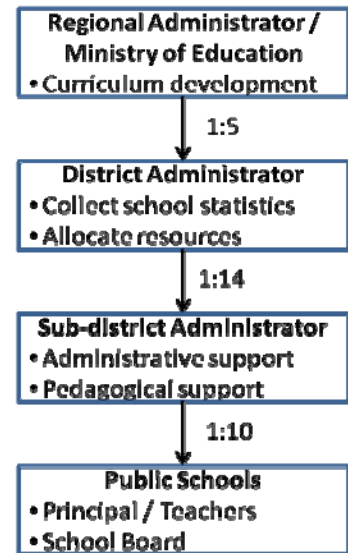 Regional Administrator /
Ministry of Education
• Curriculum development
1:5
District Administrator
• Collect school statistics
• Allocate resources
1:14
Sub-district Administrator
• Administrative support
• Pedagogical support
1:10
Public Schools
• Principal / Teachers
• School Board